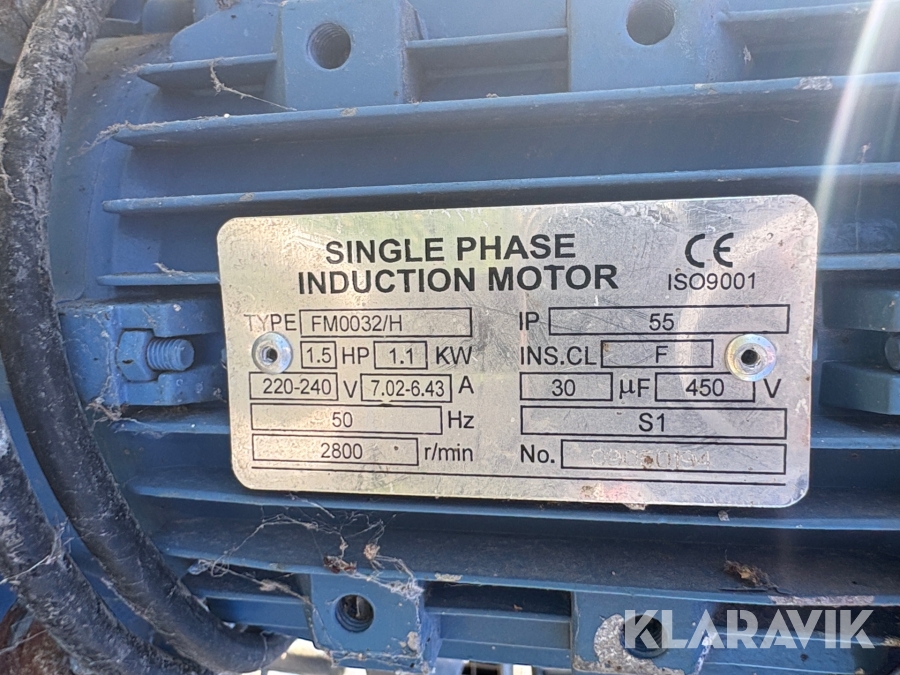 SINGLE PHASE
INDUCTION MOTOR
CE
ISO9001
TYPE FM0032/H
IP 55
1.5 HP 1.1 KW
INS.CL F
220-240 V 7.02-6.43 A
30 µF 450 V
50 Hz
S1
2800 r/min
No.
KLARAVIK